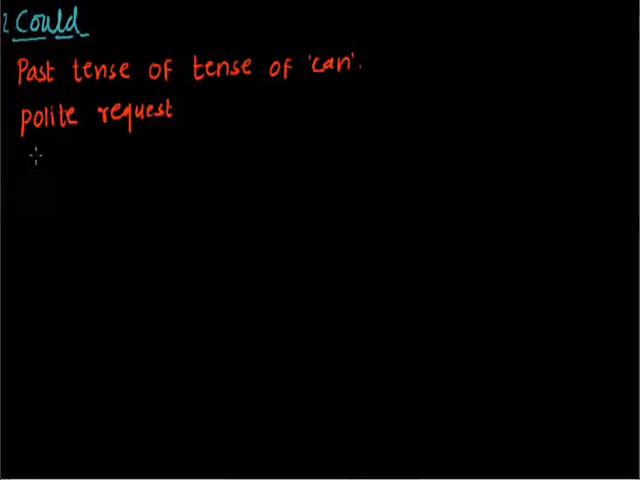 2. Could
Past tense of tense of 'can'.
polite request